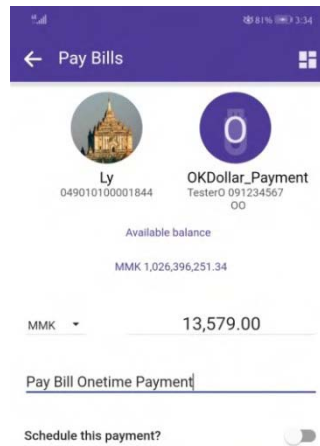 81% 3:34
Pay Bills
O
Ly
049010100001844
OKDollar_Payment
TesterO 091234567
OO
Available balance
MMK 1,026,396,251.34
MMK
13,579.00
Pay Bill Onetime Payment
Schedule this payment?